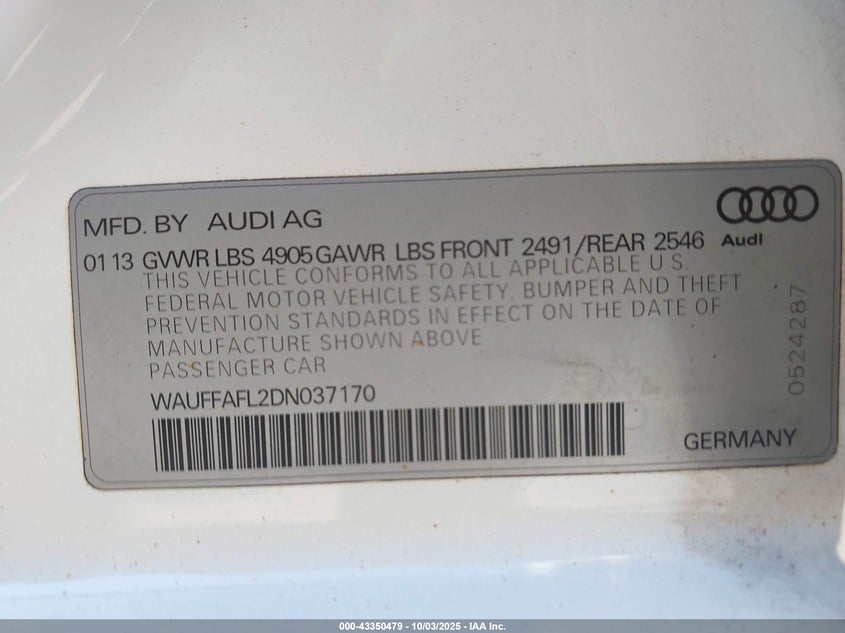 MFD. BY AUDI AG
Audi
01 13 GVWR LBS 4905 GAWR LBS FRONT 2491/REAR 2546
THIS VEHICLE CONFORMS TO ALL APPLICABLE U.S.
FEDERAL MOTOR VEHICLE SAFETY, BUMPER AND THEFT
PREVENTION STANDARDS IN EFFECT ON THE DATE OF
MANUFACTURE SHOWN ABOVE
PASSENGER CAR
WAUFFAFL2DN037170
GERMANY
0524287
000-43350479 - 10/03/2025 - IAA Inc.